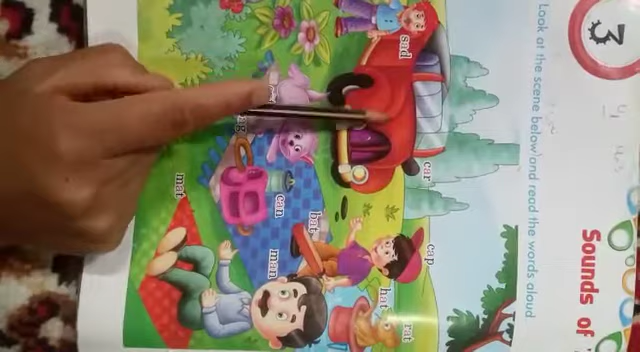 3
Sounds of
Look at the scene below and read the words aloud
sad
car
cap
rat
hat
bat
can
man
mat